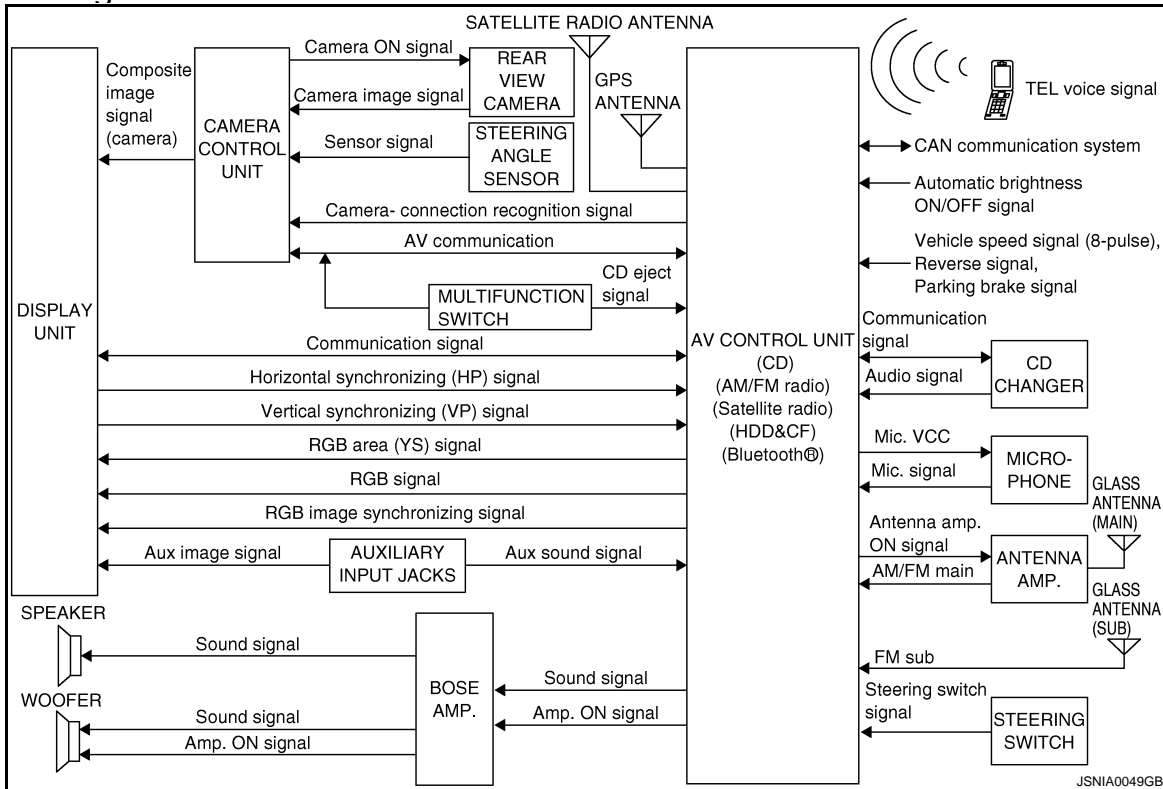 SATELLITE RADIO ANTENNA
Camera ON signal
REAR
VIEW
CAMERA
Composite
image
signal
(camera)
Camera image signal
CAMERA
CONTROL
UNIT
GPS
ANTENNA
TEL voice signal
Sensor signal
STEERING
ANGLE
SENSOR
CAN communication system
Automatic brightness
ON/OFF signal
Camera- connection recognition signal
AV communication
Vehicle speed signal (8-pulse),
Reverse signal,
Parking brake signal
CD eject
signal
MULTIFUNCTION
SWITCH
DISPLAY
UNIT
Communication signal
AV CONTROL UNIT
(CD)
(AM/FM radio)
(Satellite radio)
(HDD&CF)
(Bluetooth®)
Communication
signal
CD
CHANGER
Audio signal
Horizontal synchronizing (HP) signal
Vertical synchronizing (VP) signal
RGB area (YS) signal
Mic. VCC
MICRO-
PHONE
Mic. signal
RGB signal
GLASS
ANTENNA
(MAIN)
RGB image synchronizing signal
Antenna amp.
ON signal
ANTENNA
AMP.
AM/FM main
Aux image signal
AUXILIARY
INPUT JACKS
Aux sound signal
GLASS
ANTENNA
(SUB)
SPEAKER
Sound signal
FM sub
BOSE
AMP.
Sound signal
Steering switch
signal
STEERING
SWITCH
WOOFER
Sound signal
Amp. ON signal
Amp. ON signal
JSNIA0049GB